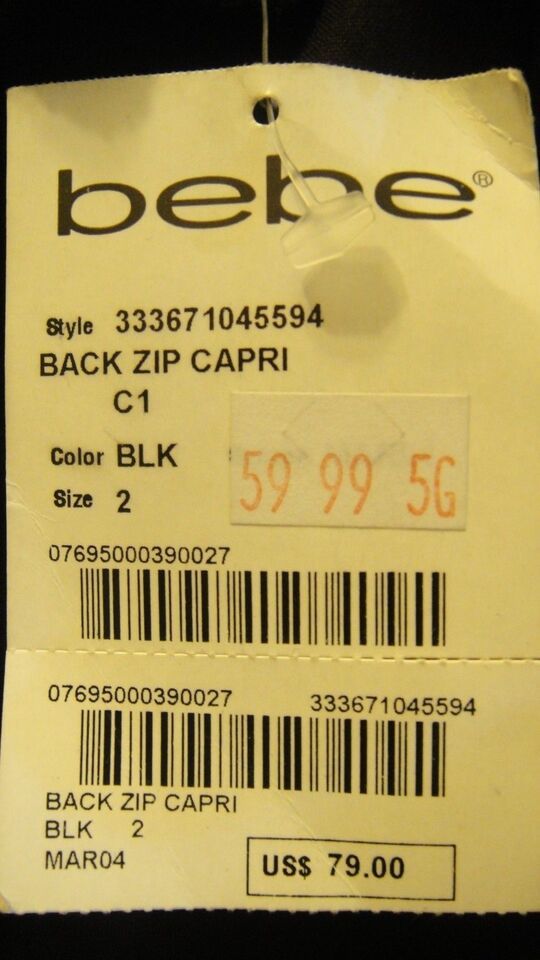 bebe®
Style 333671045594
BACK ZIP CAPRI
C1
Color BLK
59 99 5G
Size 2
07695000390027
07695000390027 333671045594
BACK ZIP CAPRI
BLK 2
MAR04
US$ 79.00